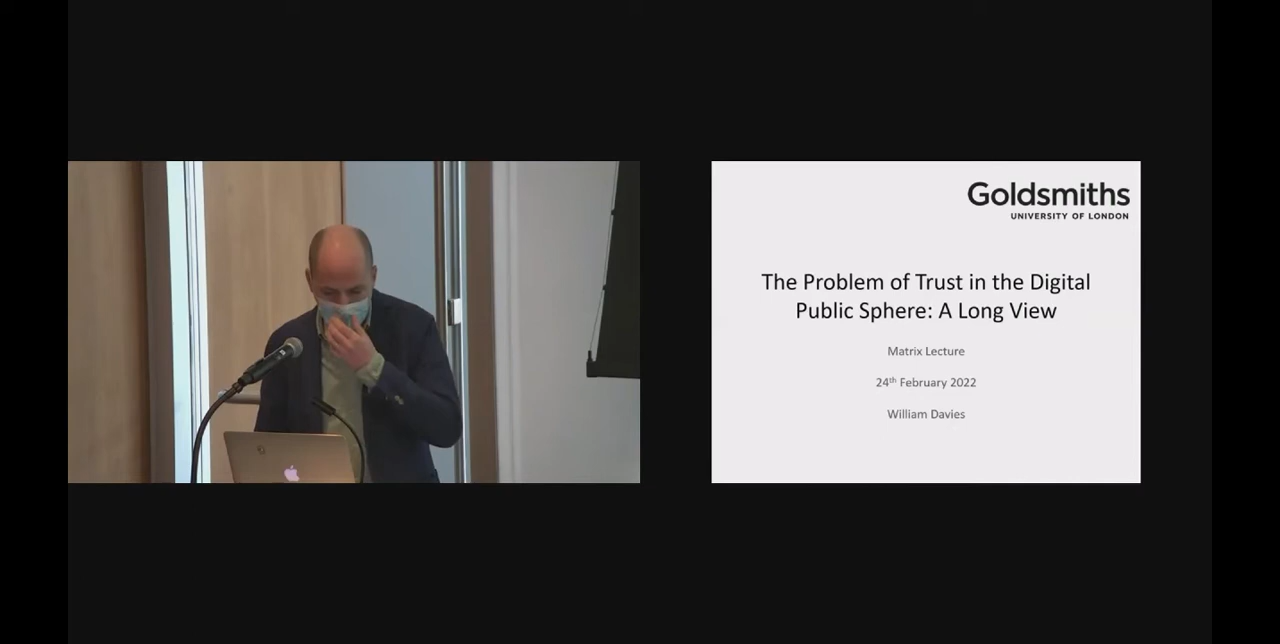 Goldsmiths
UNIVERSITY OF LONDON
The Problem of Trust in the Digital
Public Sphere: A Long View
Matrix Lecture
24th February 2022
William Davies